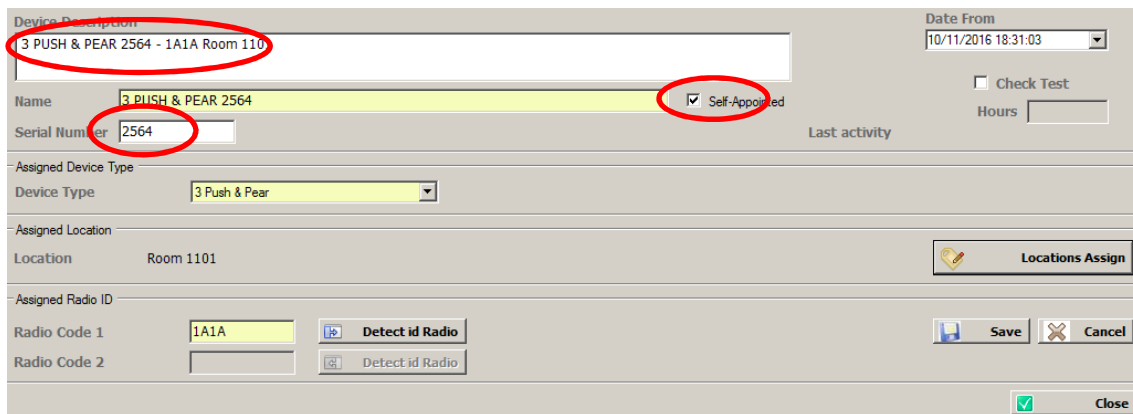 Device Description
Date From
3 PUSH & PEAR 2564 - 1A1A Room 110
10/11/2016 18:31:03
Check Test
Name 3 PUSH & PEAR 2564 Self-Appointed
Hours
Serial Number 2564 Last activity
Assigned Device Type
Device Type 3 Push & Pear
Assigned Location
Location Room 1101 Locations Assign
Assigned Radio ID
Radio Code 1 1A1A Detect id Radio Save Cancel
Radio Code 2 Detect id Radio
Close